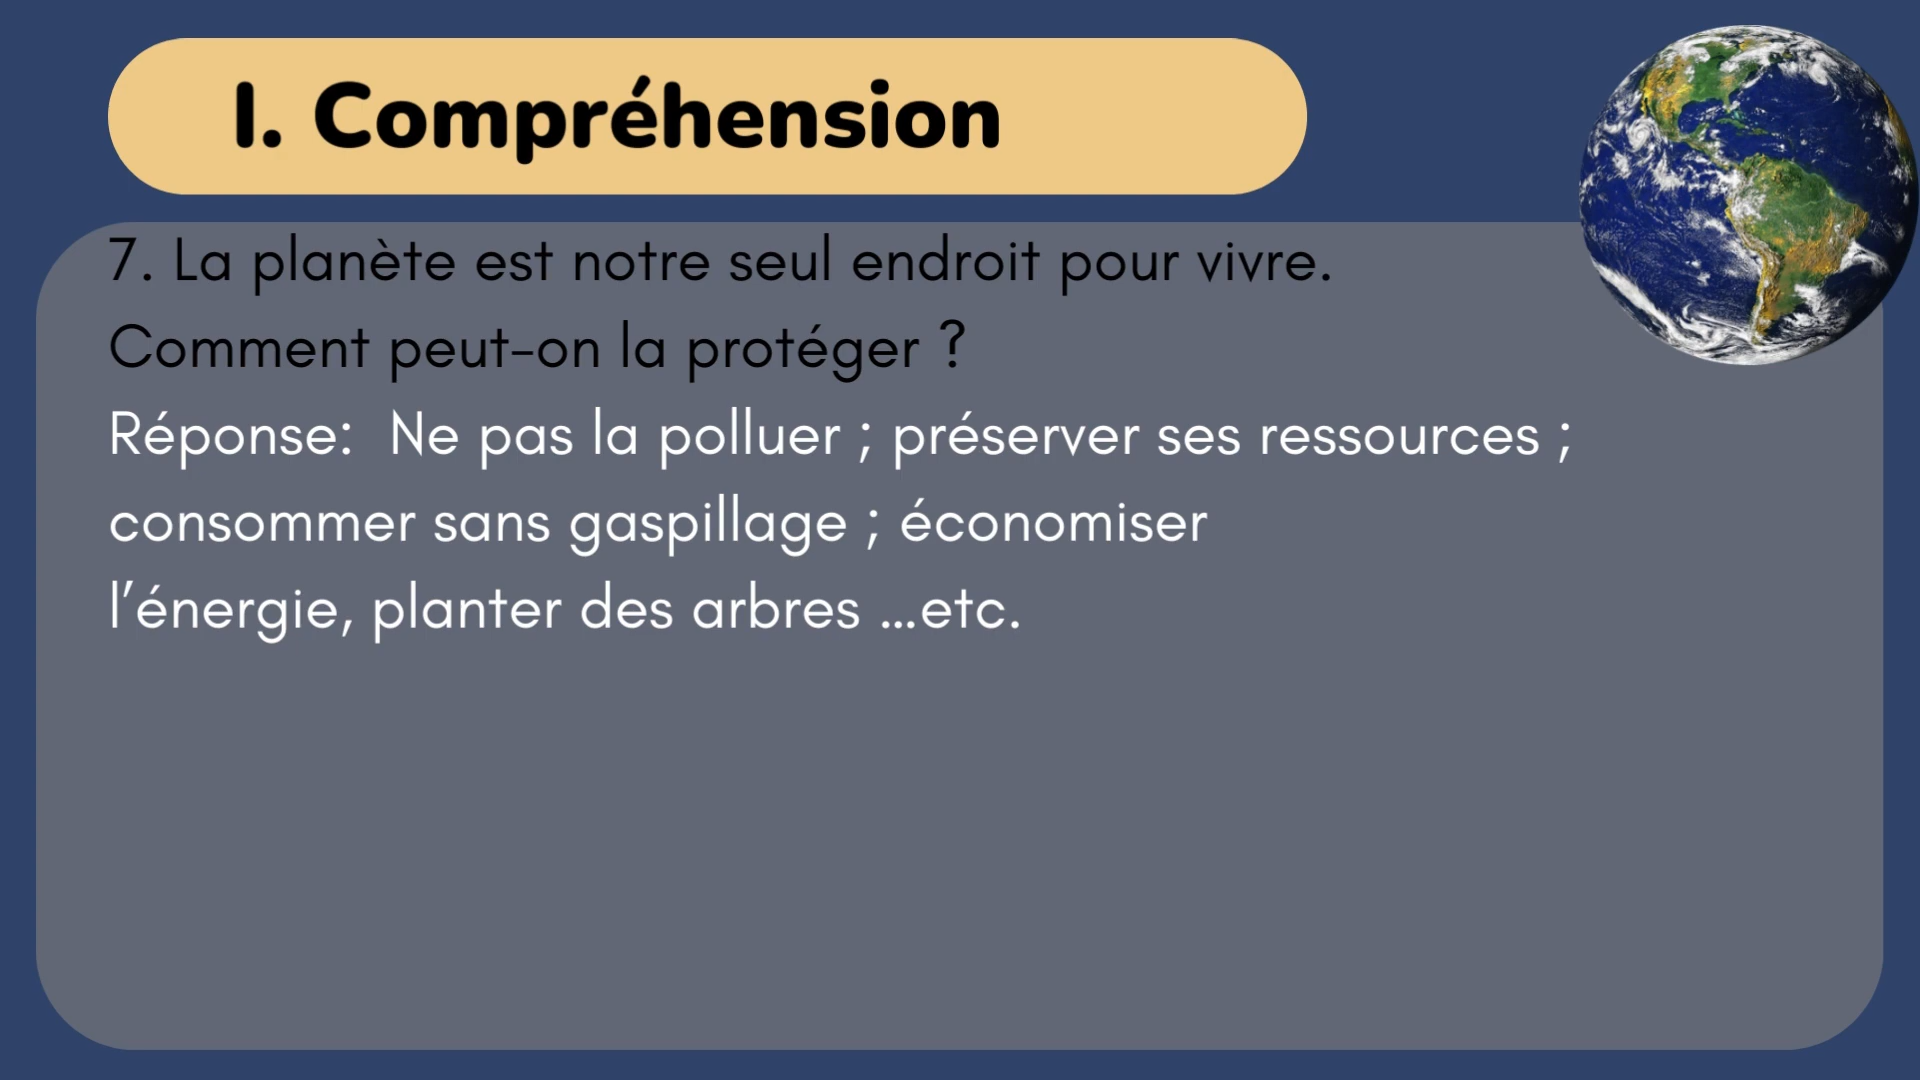 I. Compréhension
7. La planète est notre seul endroit pour vivre.
Comment peut-on la protéger ?
Réponse:  Ne pas la polluer ; préserver ses ressources ;
consommer sans gaspillage ; économiser
l’énergie, planter des arbres …etc.